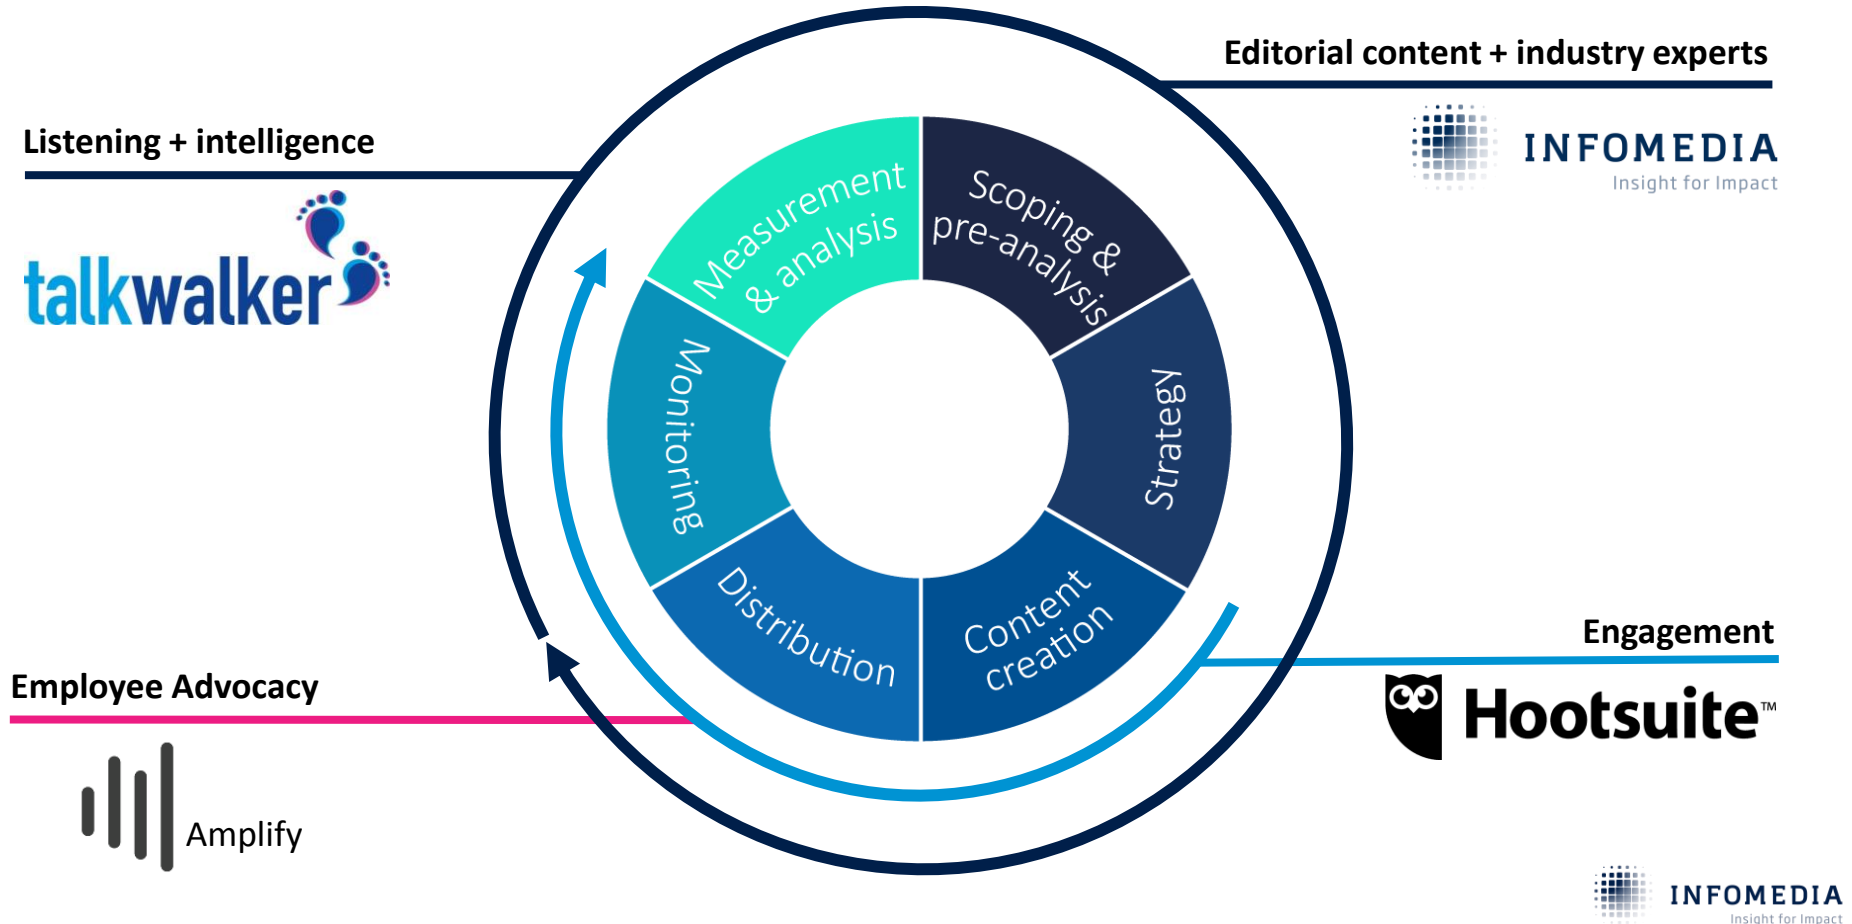 Editorial content + industry experts
INFOMEDIA
Insight for Impact
Listening + intelligence
talkwalker
Measurement
& analysis
Scoping &
pre-analysis
Strategy
Content
creation
Distribution
Monitoring
Engagement
Hootsuite™
Employee Advocacy
Amplify
INFOMEDIA
Insight for Impact